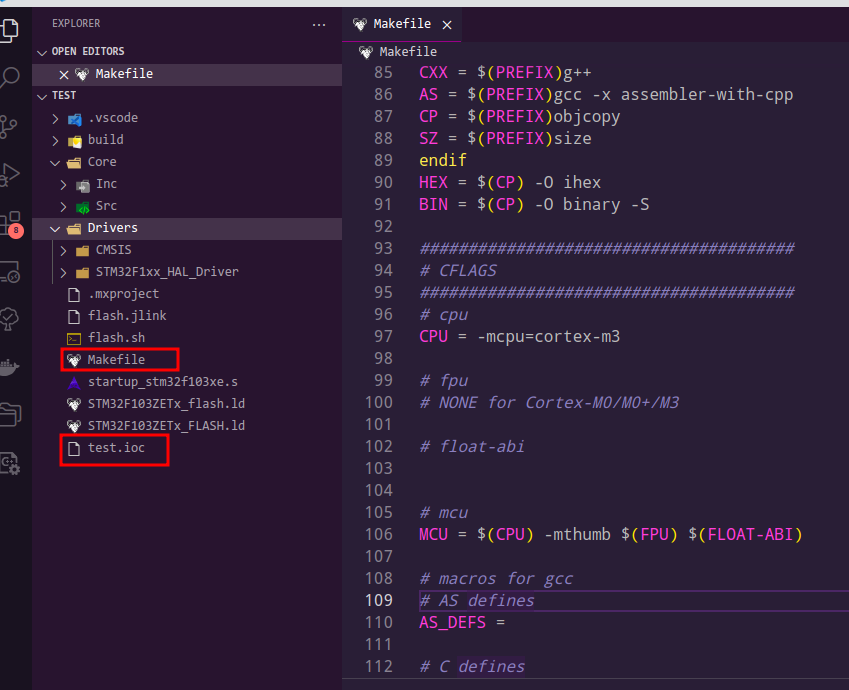 EXPLORER
OPEN EDITORS
Makefile
TEST
.vscode
build
Core
Inc
Src
Drivers
CMSIS
STM32F1xx_HAL_Driver
.mxproject
flash.jlink
flash.sh
Makefile
startup_stm32f103xe.s
STM32F103ZETx_flash.ld
STM32F103ZETx_FLASH.ld
test.ioc
8
Makefile
Makefile
85 CXX = $(PREFIX)g++
86 AS = $(PREFIX)gcc -x assembler-with-cpp
87 CP = $(PREFIX)objcopy
88 SZ = $(PREFIX)size
89 endif
90 HEX = $(CP) -O ihex
91 BIN = $(CP) -O binary -S
92
93 #######################################
94 # CFLAGS
95 #######################################
96 # cpu
97 CPU = -mcpu=cortex-m3
98
99 # fpu
100 # NONE for Cortex-M0/M0+/M3
101
102 # float-abi
103
104
105 # mcu
106 MCU = $(CPU) -mthumb $(FPU) $(FLOAT-ABI)
107
108 # macros for gcc
109 # AS defines
110 AS_DEFS =
111
112 # C defines